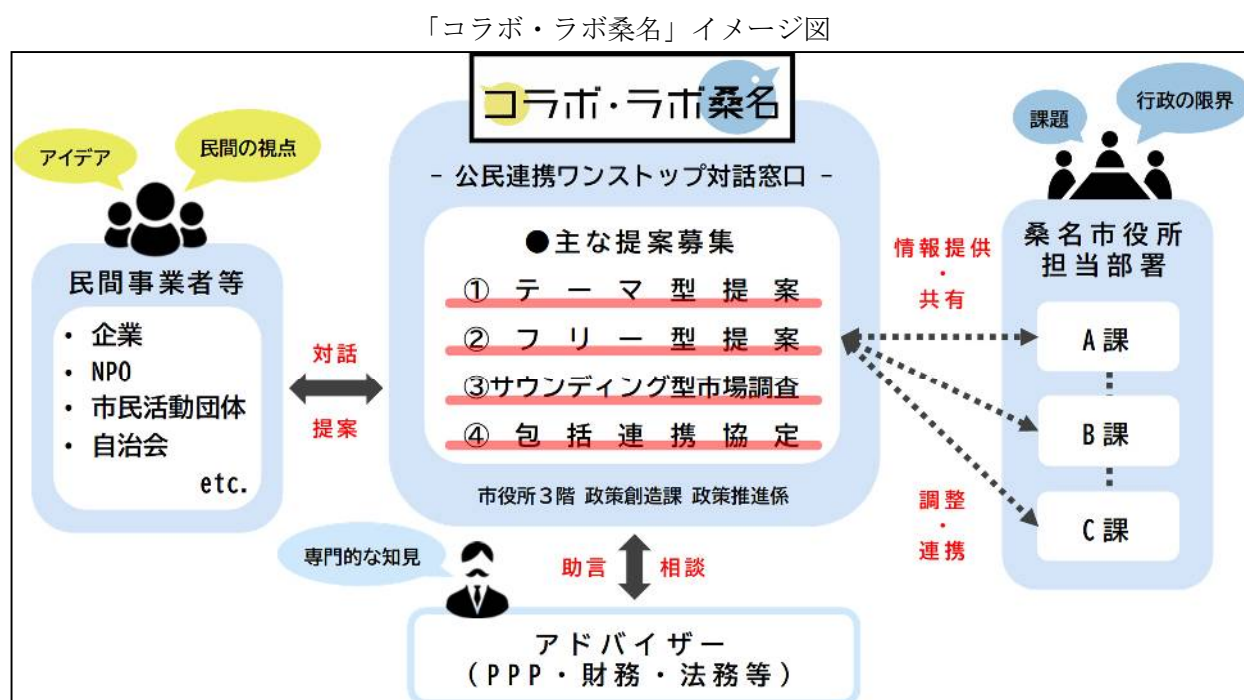 「コラボ・ラボ桑名」イメージ図
コラボ・ラボ桑名
- 公民連携ワンストップ対話窓口 -
●主な提案募集
① テーマ型提案
② フリー型提案
③サウンディング型市場調査
④ 包括連携協定
市役所3階 政策創造課 政策推進係
アイデア
民間の視点
民間事業者等
・ 企業
・ NPO
・ 市民活動団体
・ 自治会
etc.
対話
提案
課題
行政の限界
桑名市役所
担当部署
A課
B課
C課
情報提供
・
共有
調整
・
連携
専門的な知見
助言
相談
アドバイザー
(PPP・財務・法務等)